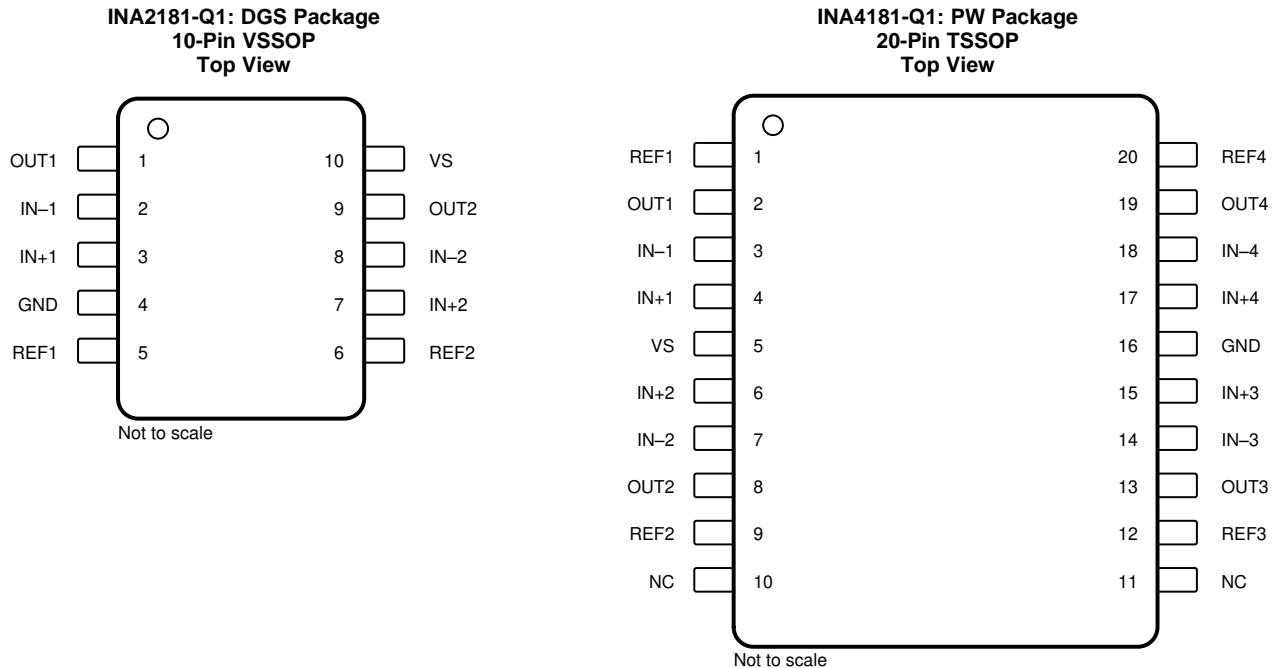 INA2181-Q1: DGS Package
10-Pin VSSOP
Top View
OUT1 1 10 VS
IN–1 2 9 OUT2
IN+1 3 8 IN–2
GND 4 7 IN+2
REF1 5 6 REF2
Not to scale
INA4181-Q1: PW Package
20-Pin TSSOP
Top View
REF1 1 20 REF4
OUT1 2 19 OUT4
IN–1 3 18 IN–4
IN+1 4 17 IN+4
VS 5 16 GND
IN+2 6 15 IN+3
IN–2 7 14 IN–3
OUT2 8 13 OUT3
REF2 9 12 REF3
NC 10 11 NC
Not to scale